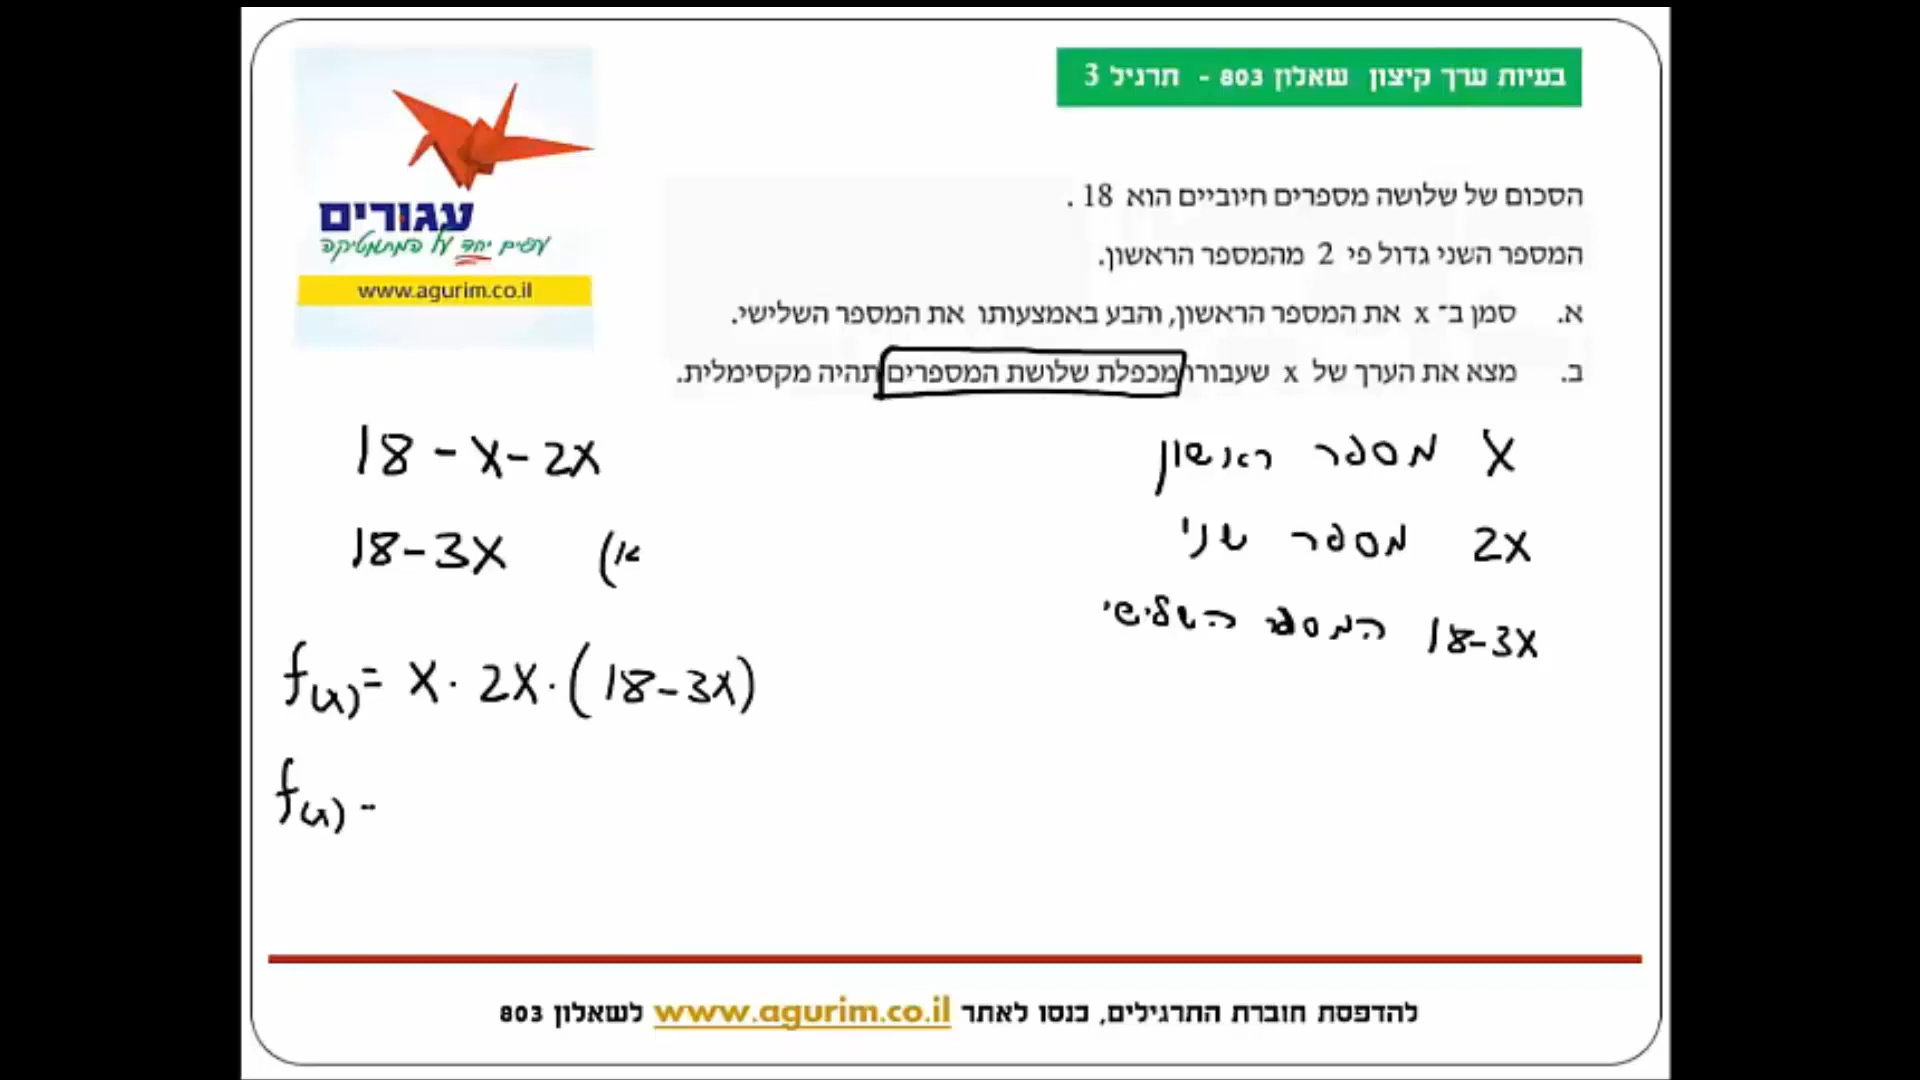 בעיות ערך קיצון שאלון 803 - תרגיל 3
עגורים
עפים יחד על המתמטיקה
www.agurim.co.il
הסכום של שלושה מספרים חיוביים הוא 18 .
המספר השני גדול פי 2 מהמספר הראשון.
א. סמן ב־ x את המספר הראשון, והבע באמצעותו את המספר השלישי.
ב. מצא את הערך של x שעבורו מכפלת שלושת המספרים תהיה מקסימלית.
X מספר ראשון
2X מספר שני
18-3X המספר השלישי
18 - X - 2X
א) 18-3X
f(x) = X · 2X · (18-3X)
f(x) -
להדפסת חוברת התרגילים, כנסו לאתר www.agurim.co.il לשאלון 803